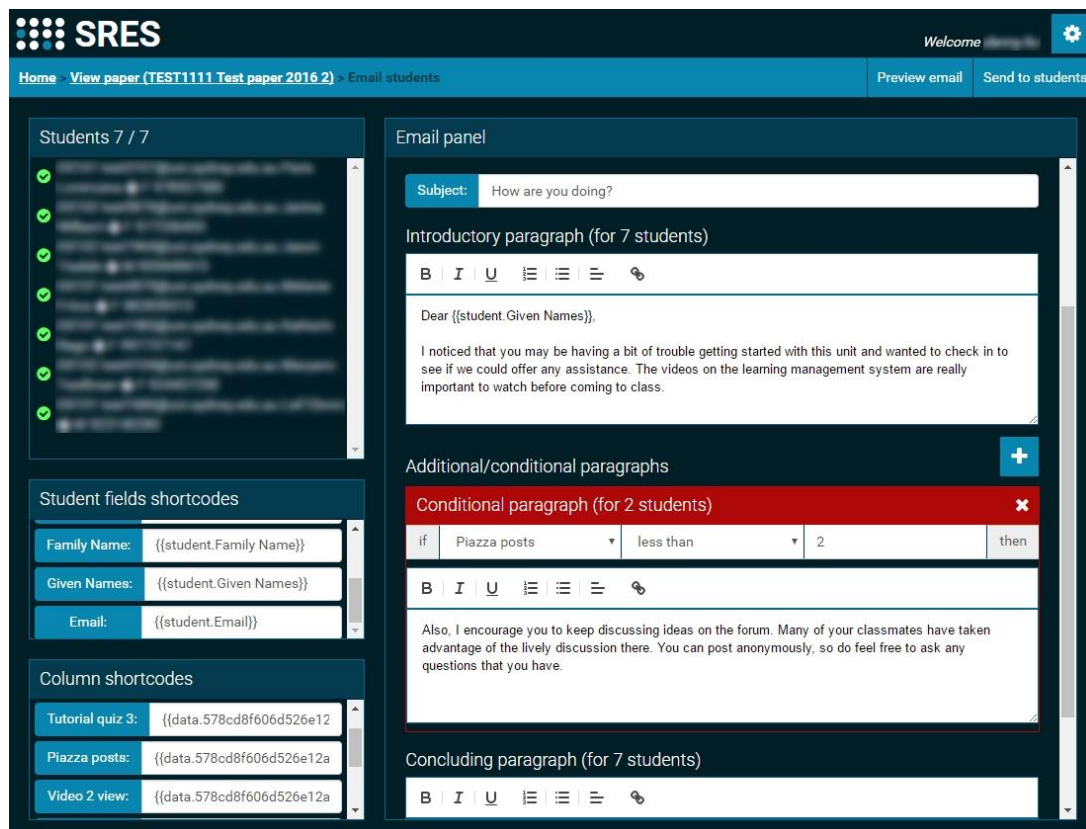 SRES
Welcome
Home > View paper (TEST1111 Test paper 2016 2) > Email students
Preview email
Send to students
Students 7 / 7
Student fields shortcodes
Family Name: {{student.Family Name}}
Given Names: {{student.Given Names}}
Email: {{student.Email}}
Column shortcodes
Tutorial quiz 3: {{data.578cd8f606d526e12
Piazza posts: {{data.578cd8f606d526e12a
Video 2 view: {{data.578cd8f606d526e12a
Email panel
Subject: How are you doing?
Introductory paragraph (for 7 students)
B I U
Dear {{student.Given Names}},
I noticed that you may be having a bit of trouble getting started with this unit and wanted to check in to
see if we could offer any assistance. The videos on the learning management system are really
important to watch before coming to class.
Additional/conditional paragraphs
Conditional paragraph (for 2 students)
if Piazza posts less than 2 then
B I U
Also, I encourage you to keep discussing ideas on the forum. Many of your classmates have taken
advantage of the lively discussion there. You can post anonymously, so do feel free to ask any
questions that you have.
Concluding paragraph (for 7 students)
B I U